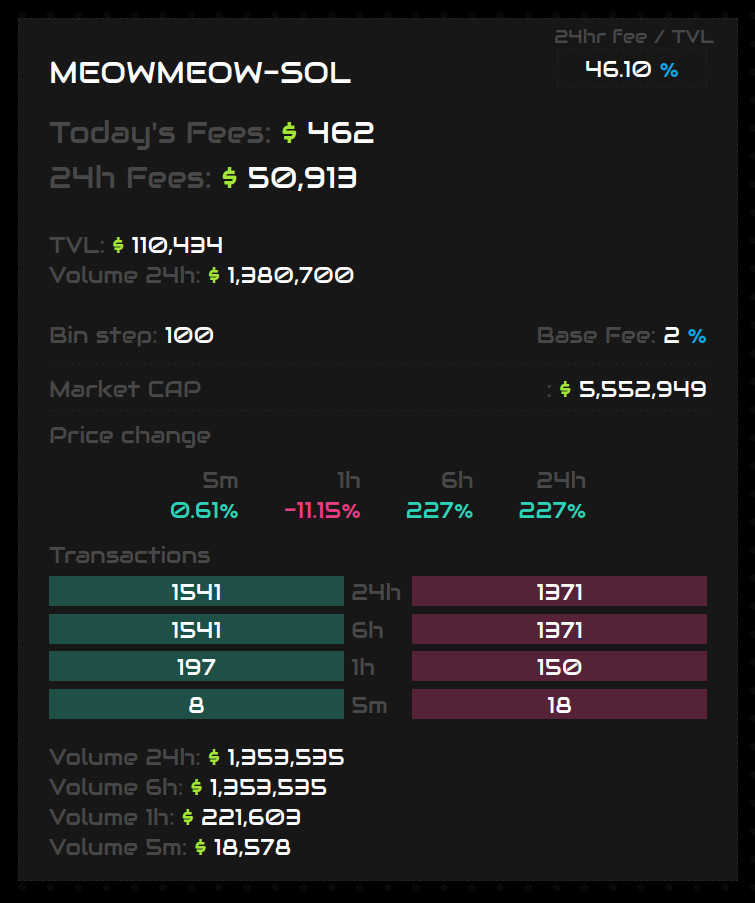 24hr fee / TVL
MEOWMEOW-SOL
46.10 %
Today's Fees: $ 462
24h Fees: $ 50,913
TVL: $ 110,434
Volume 24h: $ 1,380,700
Bin step: 100 Base Fee: 2 %
Market CAP : $ 5,552,949
Price change
5m 1h 6h 24h
0.61% -11.15% 227% 227%
Transactions
1541 24h 1371
1541 6h 1371
197 1h 150
8 5m 18
Volume 24h: $ 1,353,535
Volume 6h: $ 1,353,535
Volume 1h: $ 221,603
Volume 5m: $ 18,578